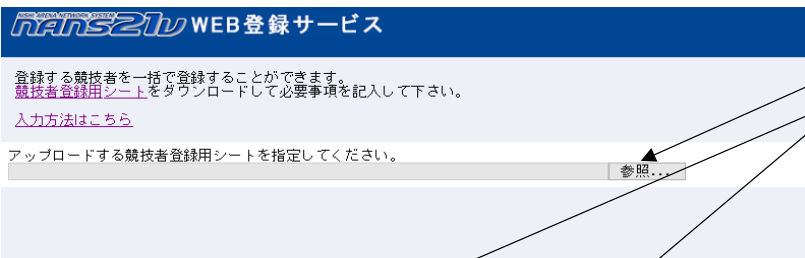 NISHI ARENA NETWORK SYSTEM
nans21v WEB登録サービス
登録する競技者を一括で登録することができます。
競技者登録用シートをダウンロードして必要事項を記入して下さい。
入力方法はこちら
アップロードする競技者登録用シートを指定してください。
参照...